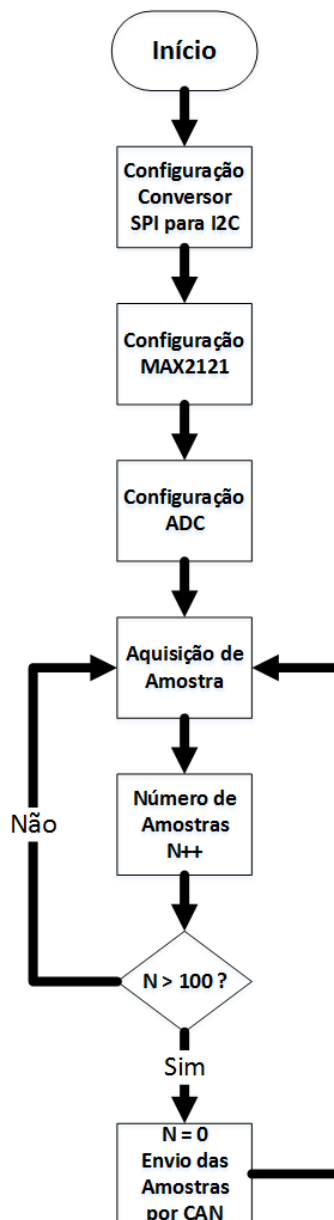 Início
Configuração
Conversor
SPI para I2C
Configuração
MAX2121
Configuração
ADC
Aquisição de
Amostra
Número de
Amostras
N++
Não
N > 100 ?
Sim
N = 0
Envio das
Amostras
por CAN